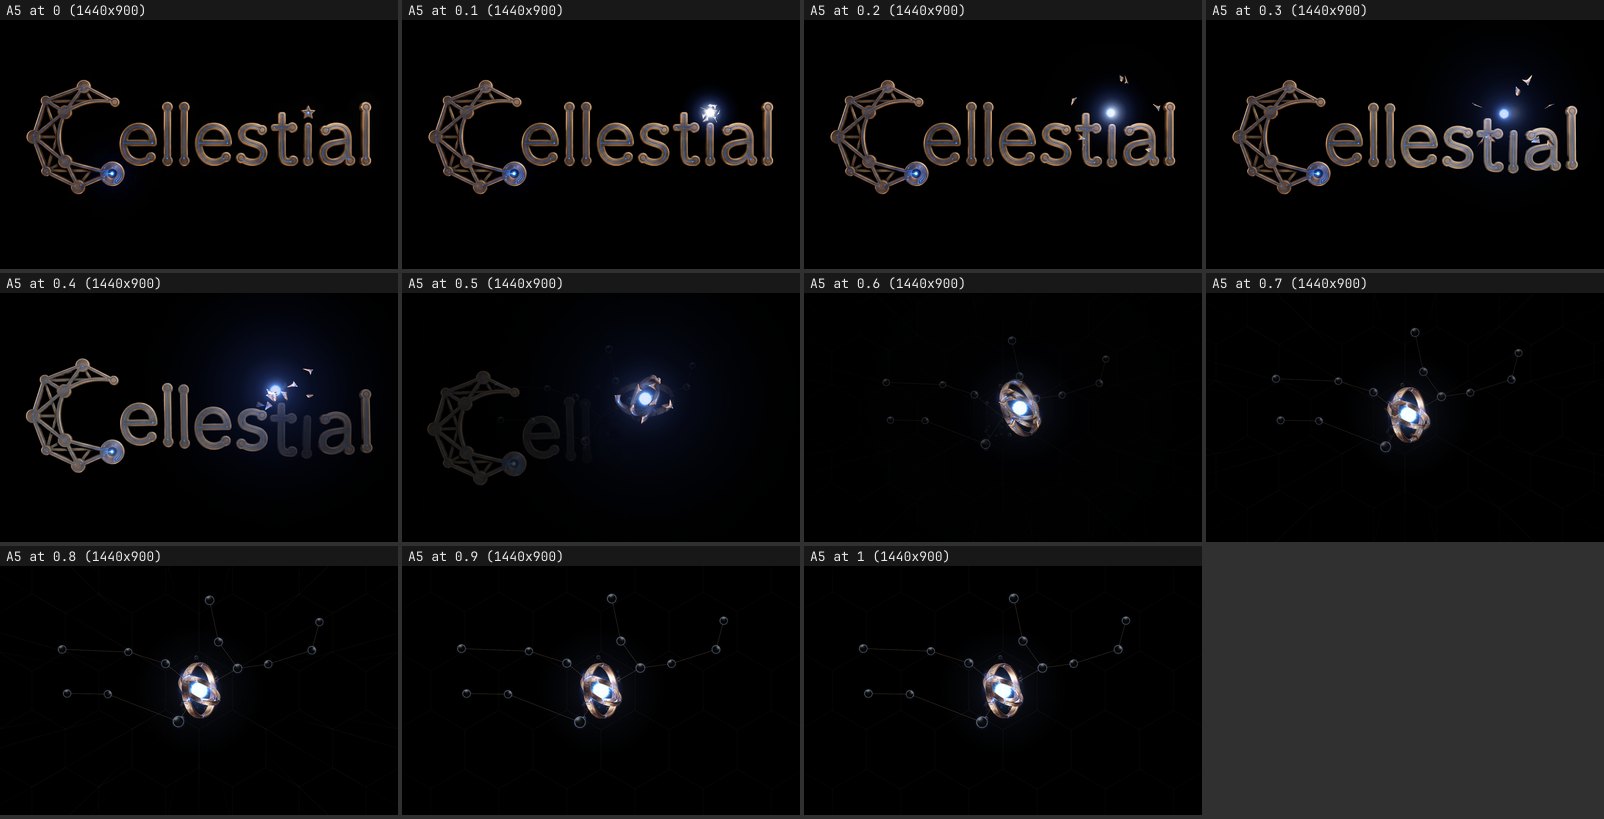 A5 at 0 (1440x900)
Cellestial
A5 at 0.1 (1440x900)
Cellestial
A5 at 0.2 (1440x900)
Cellestial
A5 at 0.3 (1440x900)
Cellestial
A5 at 0.4 (1440x900)
Cellestial
A5 at 0.5 (1440x900)
Cell
A5 at 0.6 (1440x900)
A5 at 0.7 (1440x900)
A5 at 0.8 (1440x900)
A5 at 0.9 (1440x900)
A5 at 1 (1440x900)